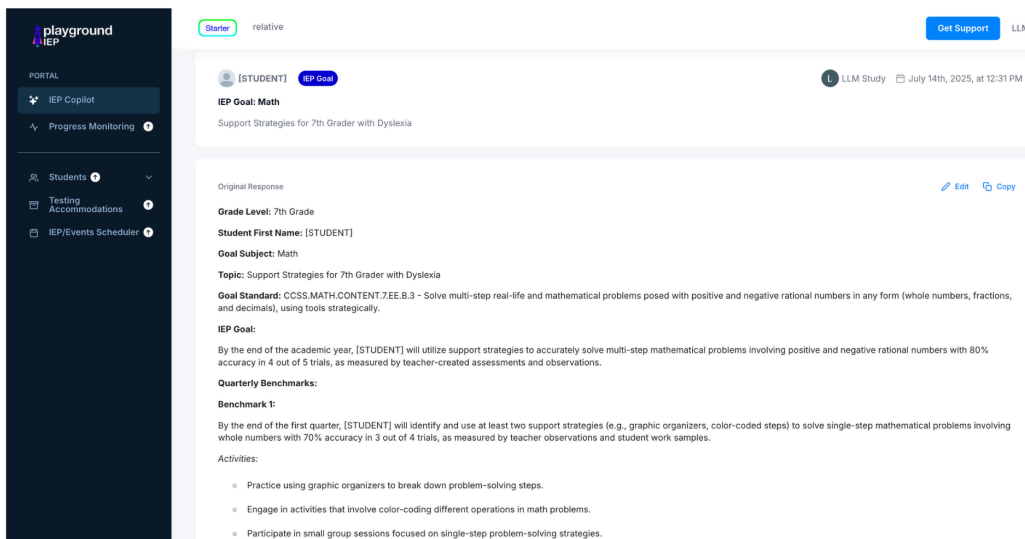 playground
IEP
PORTAL
IEP Copilot
Progress Monitoring
Students
Testing
Accommodations
IEP/Events Scheduler
Starter relative
Get Support LLM
[STUDENT] IEP Goal
L LLM Study July 14th, 2025, at 12:31 PM
IEP Goal: Math
Support Strategies for 7th Grader with Dyslexia
Original Response
Edit Copy
Grade Level: 7th Grade
Student First Name: [STUDENT]
Goal Subject: Math
Topic: Support Strategies for 7th Grader with Dyslexia
Goal Standard: CCSS.MATH.CONTENT.7.EE.B.3 - Solve multi-step real-life and mathematical problems posed with positive and negative rational numbers in any form (whole numbers, fractions,
and decimals), using tools strategically.
IEP Goal:
By the end of the academic year, [STUDENT] will utilize support strategies to accurately solve multi-step mathematical problems involving positive and negative rational numbers with 80%
accuracy in 4 out of 5 trials, as measured by teacher-created assessments and observations.
Quarterly Benchmarks:
Benchmark 1:
By the end of the first quarter, [STUDENT] will identify and use at least two support strategies (e.g., graphic organizers, color-coded steps) to solve single-step mathematical problems involving
whole numbers with 70% accuracy in 3 out of 4 trials, as measured by teacher observations and student work samples.
Activities:
Practice using graphic organizers to break down problem-solving steps.
Engage in activities that involve color-coding different operations in math problems.
Participate in small group sessions focused on single-step problem-solving strategies.